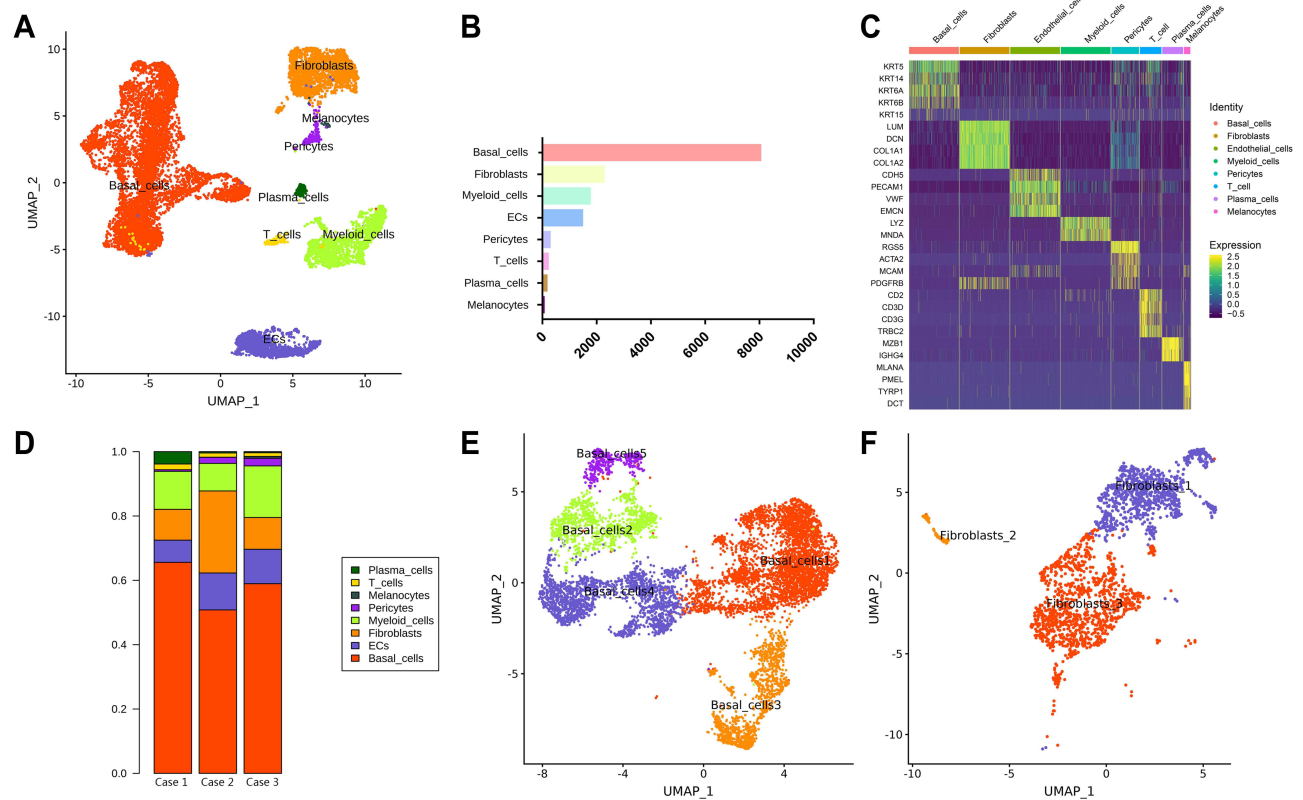 A
10
5
0
-5
-10
-10
-5
0
5
10
UMAP_1
UMAP_2
Fibroblasts
Melanocytes
Pericytes
Basal_cells
Plasma_cells
T_cells
Myeloid_cells
ECs
B
Basal_cells
Fibroblasts
Myeloid_cells
ECs
Pericytes
T_cells
Plasma_cells
Melanocytes
0
2000
4000
6000
8000
10000
C
Basal_cells
Fibroblasts
Myeloid_cells
Pericytes
T_cell
Plasma_cells
Melanocytes
KRT5
KRT14
KRT6A
KRT6B
KRT15
LUM
DCN
COL1A1
COL1A2
CDH5
PECAM1
VWF
EMCN
LYZ
MNDA
RGS5
ACTA2
MCAM
PDGFRB
CD2
CD3D
CD3G
TRBC2
MZB1
IGHG4
MLANA
PMEL
TYRP1
DCT
Identity
Basal_cells
Fibroblasts
Endothelial_cells
Myeloid_cells
Pericytes
T_cell
Plasma_cells
Melanocytes
Expression
2.5
2.0
1.5
1.0
0.5
0.0
−0.5
D
1.0
0.8
0.6
0.4
0.2
0.0
Case 1
Case 2
Case 3
Plasma_cells
T_cells
Melanocytes
Pericytes
Myeloid_cells
Fibroblasts
ECs
Basal_cells
E
5
0
-5
-8
-4
0
4
UMAP_1
UMAP_2
Basal_cells5
Basal_cells2
Basal_cells1
Basal_cells4
Basal_cells3
F
5
0
-5
-10
-10
-5
0
5
UMAP_1
UMAP_2
Fibroblasts_1
Fibroblasts_2
Fibroblasts_3